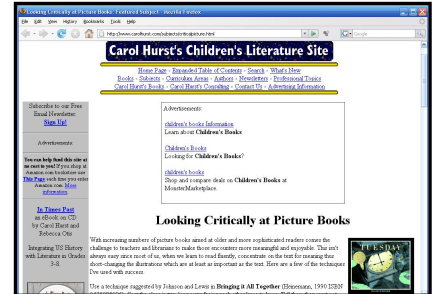 Looking Critically at Picture Books: Featured Subject - Mozilla Firefox
File Edit View History Bookmarks Tools Help
http://www.carolhurst.com/subjects/criticalpicture.html
Google
Carol Hurst's Children's Literature Site
Home Page - Expanded Table of Contents - Search - What's New
Books - Subjects - Curriculum Areas - Authors - Newsletters - Professional Topics
Carol Hurst's Books - Carol Hurst's Consulting - Contact Us - Advertising Information
Subscribe to our Free
Email Newsletter.
Sign Up!
Advertisements:
You can help fund this site at
no cost to you! If you shop at
Amazon.com bookstore use
This Page each time you enter
Amazon.com. More
information.
In Times Past
an eBook on CD
by Carol Hurst and
Rebecca Otis
Integrating US History
with Literature in Grades
3-8.
Advertisements:
children's books Information
Learn about Children's Books
Children's Books
Looking for Children's Books?
children's books
Shop and compare deals on Children's Books at
MonsterMarketplace.
Looking Critically at Picture Books
With increasing numbers of picture books aimed at older and more sophisticated readers comes the
challenge to teachers and librarians to make those encounters more meaningful and enjoyable. This isn't
always easy since most of us, when we learn to read fluently, concentrate on the text for meaning thus
short-changing the illustrations which are at least as important as the text. Here are a few of the techniques
I've used with success.
TUESDAY
Use a technique suggested by Johnson and Lewis in Bringing it All Together (Heinemann, 1990 ISBN